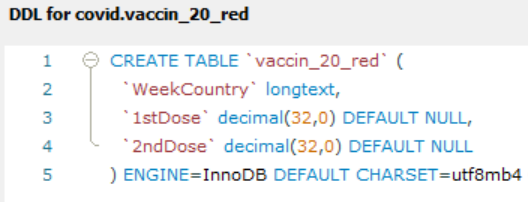 DDL for covid.vaccin_20_red
1 CREATE TABLE `vaccin_20_red` (
2 `WeekCountry` longtext,
3 `1stDose` decimal(32,0) DEFAULT NULL,
4 `2ndDose` decimal(32,0) DEFAULT NULL
5 ) ENGINE=InnoDB DEFAULT CHARSET=utf8mb4